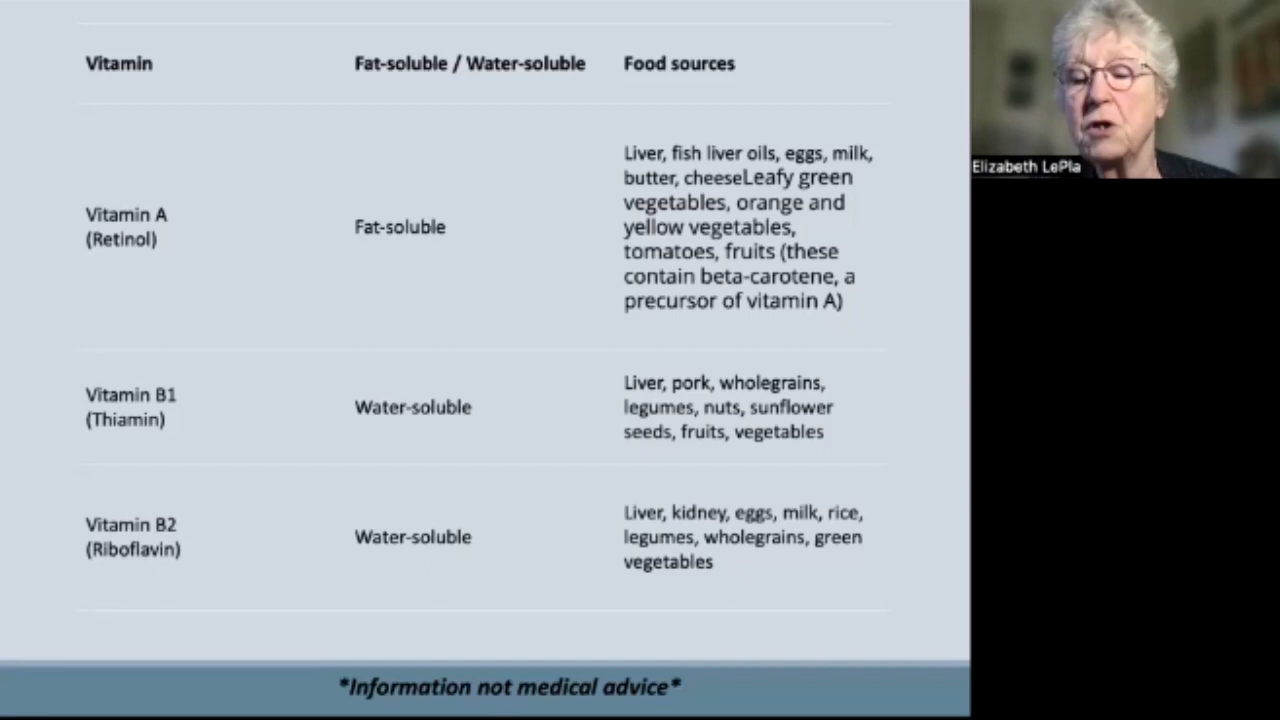 Vitamin
Fat-soluble / Water-soluble
Food sources
Vitamin A
(Retinol)
Fat-soluble
Liver, fish liver oils, eggs, milk,
butter, cheeseLeafy green
vegetables, orange and
yellow vegetables,
tomatoes, fruits (these
contain beta-carotene, a
precursor of vitamin A)
Vitamin B1
(Thiamin)
Water-soluble
Liver, pork, wholegrains,
legumes, nuts, sunflower
seeds, fruits, vegetables
Vitamin B2
(Riboflavin)
Water-soluble
Liver, kidney, eggs, milk, rice,
legumes, wholegrains, green
vegetables
*Information not medical advice*
Elizabeth LePla